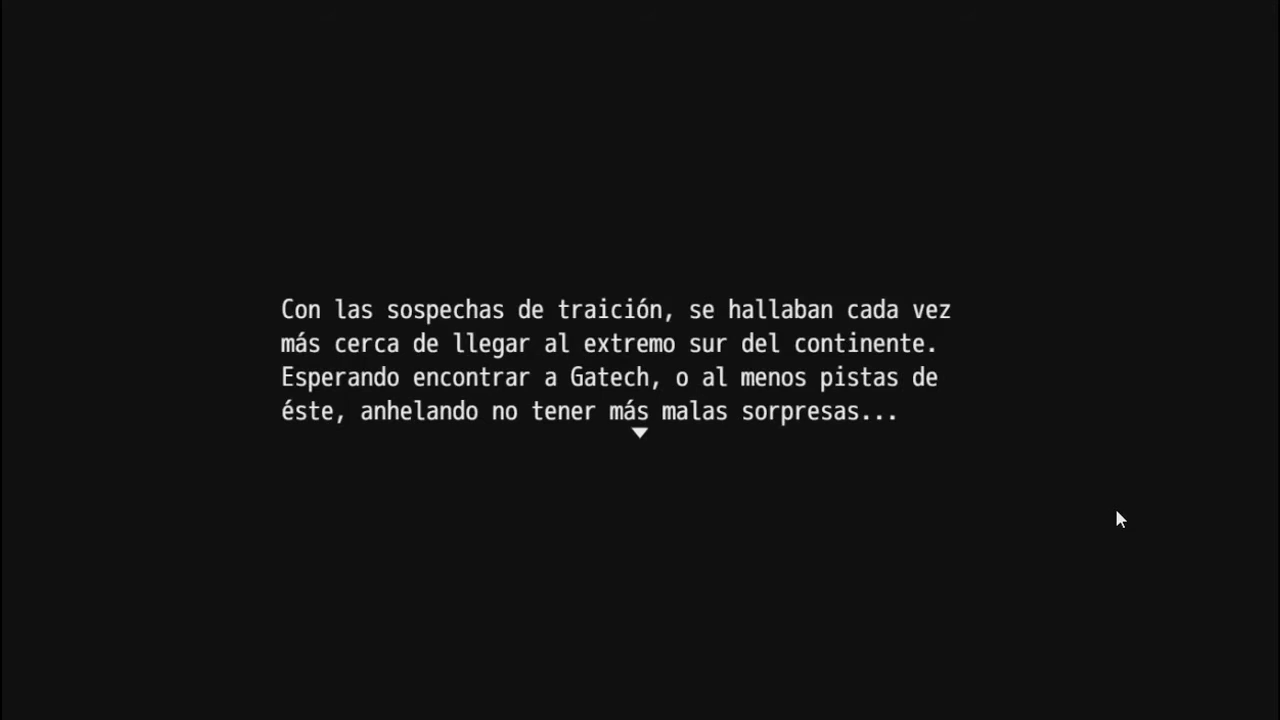 Con las sospechas de traición, se hallaban cada vez
más cerca de llegar al extremo sur del continente.
Esperando encontrar a Gatech, o al menos pistas de
éste, anhelando no tener más malas sorpresas...